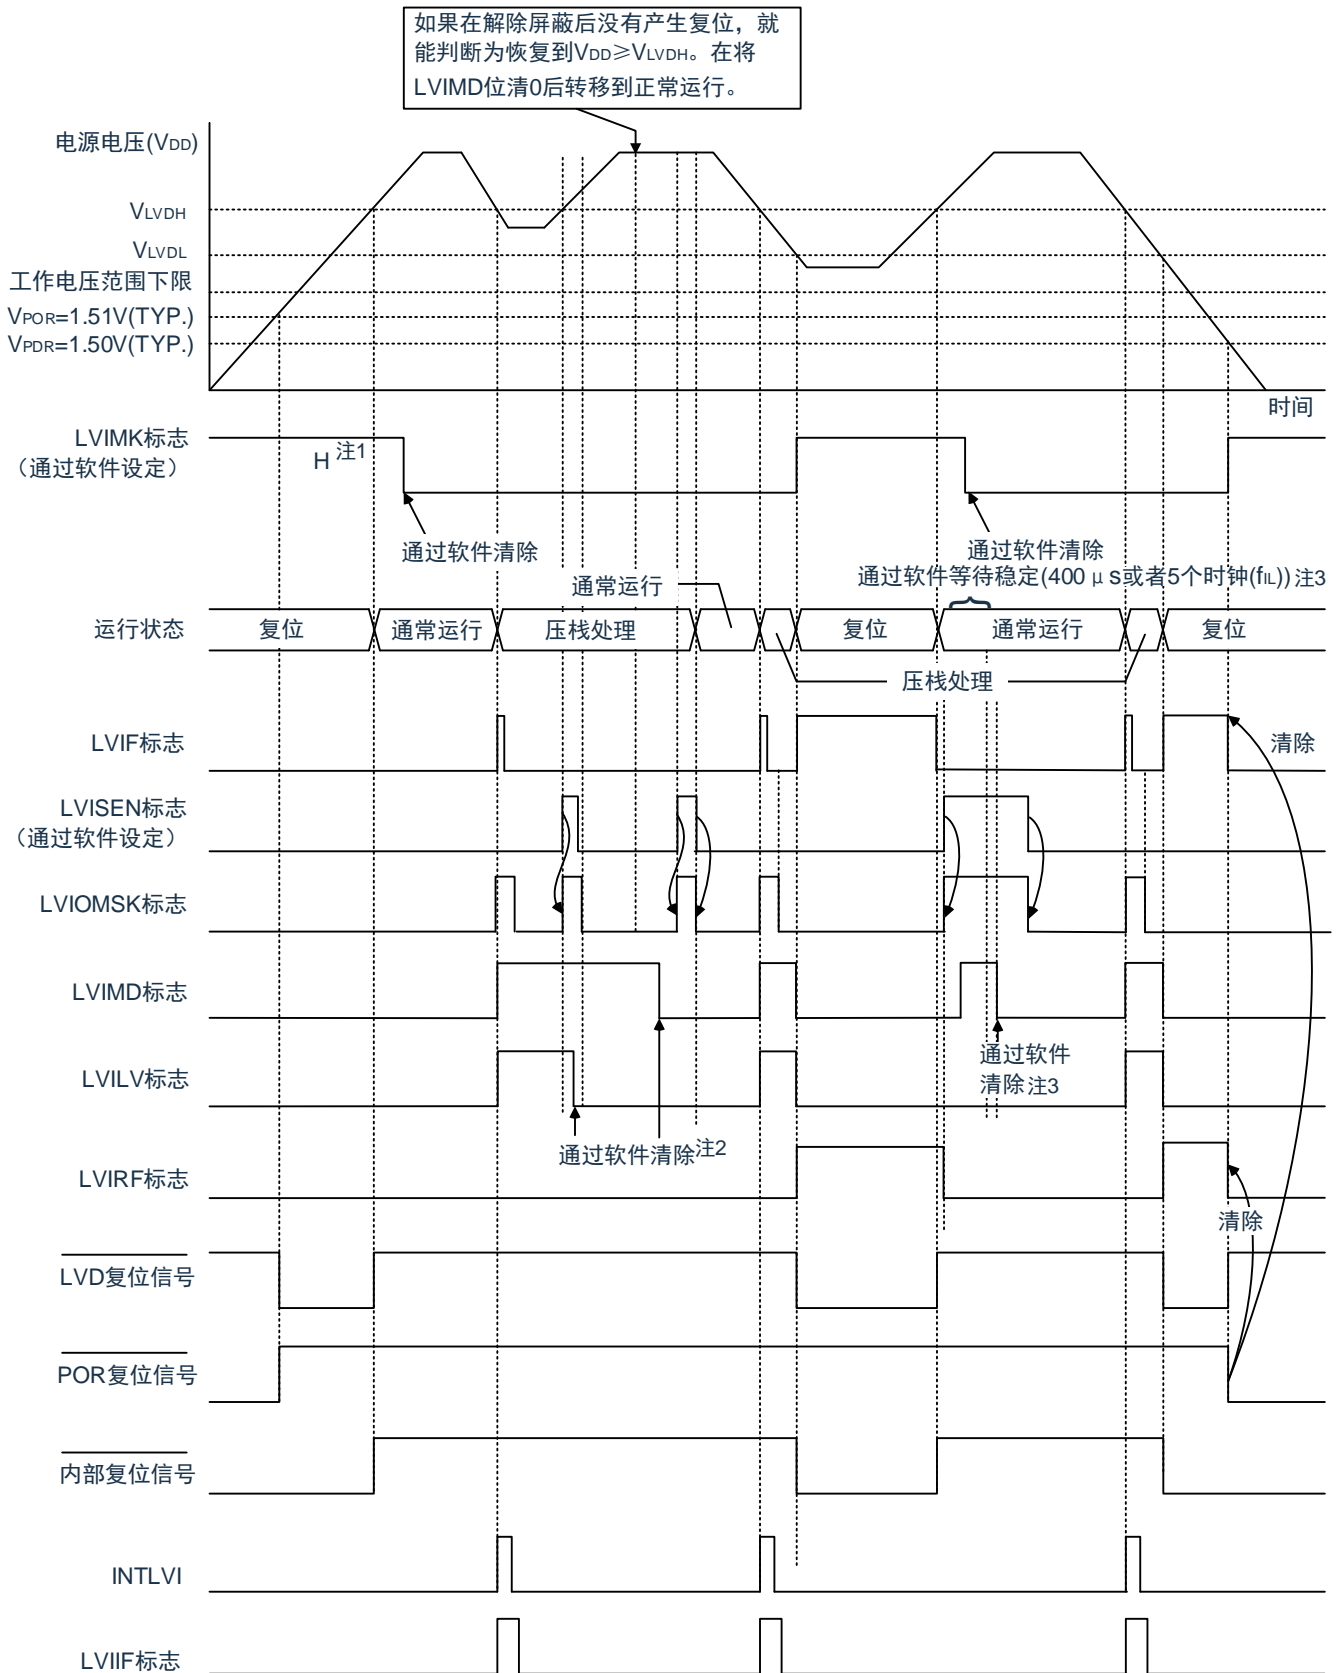 如果在解除屏蔽后没有产生复位，就
能判断为恢复到VDD≥VLVDH。在将
LVIMD位清0后转移到正常运行。
电源电压(VDD)
VLVDH
VLVDL
工作电压范围下限
VPOR=1.51V(TYP.)
VPDR=1.50V(TYP.)
时间
LVIMK标志
（通过软件设定）
H 注1
通过软件清除
通过软件清除
通常运行
通过软件等待稳定(400μs或者5个时钟(fIL)) 注3
运行状态
复位
通常运行
压栈处理
复位
通常运行
复位
压栈处理
LVIF标志
清除
LVISEN标志
（通过软件设定）
LVIOMSK标志
LVIMD标志
通过软件
清除注3
LVILV标志
通过软件清除注2
LVIRF标志
清除
LVD复位信号
POR复位信号
内部复位信号
INTLVI
LVIIF标志